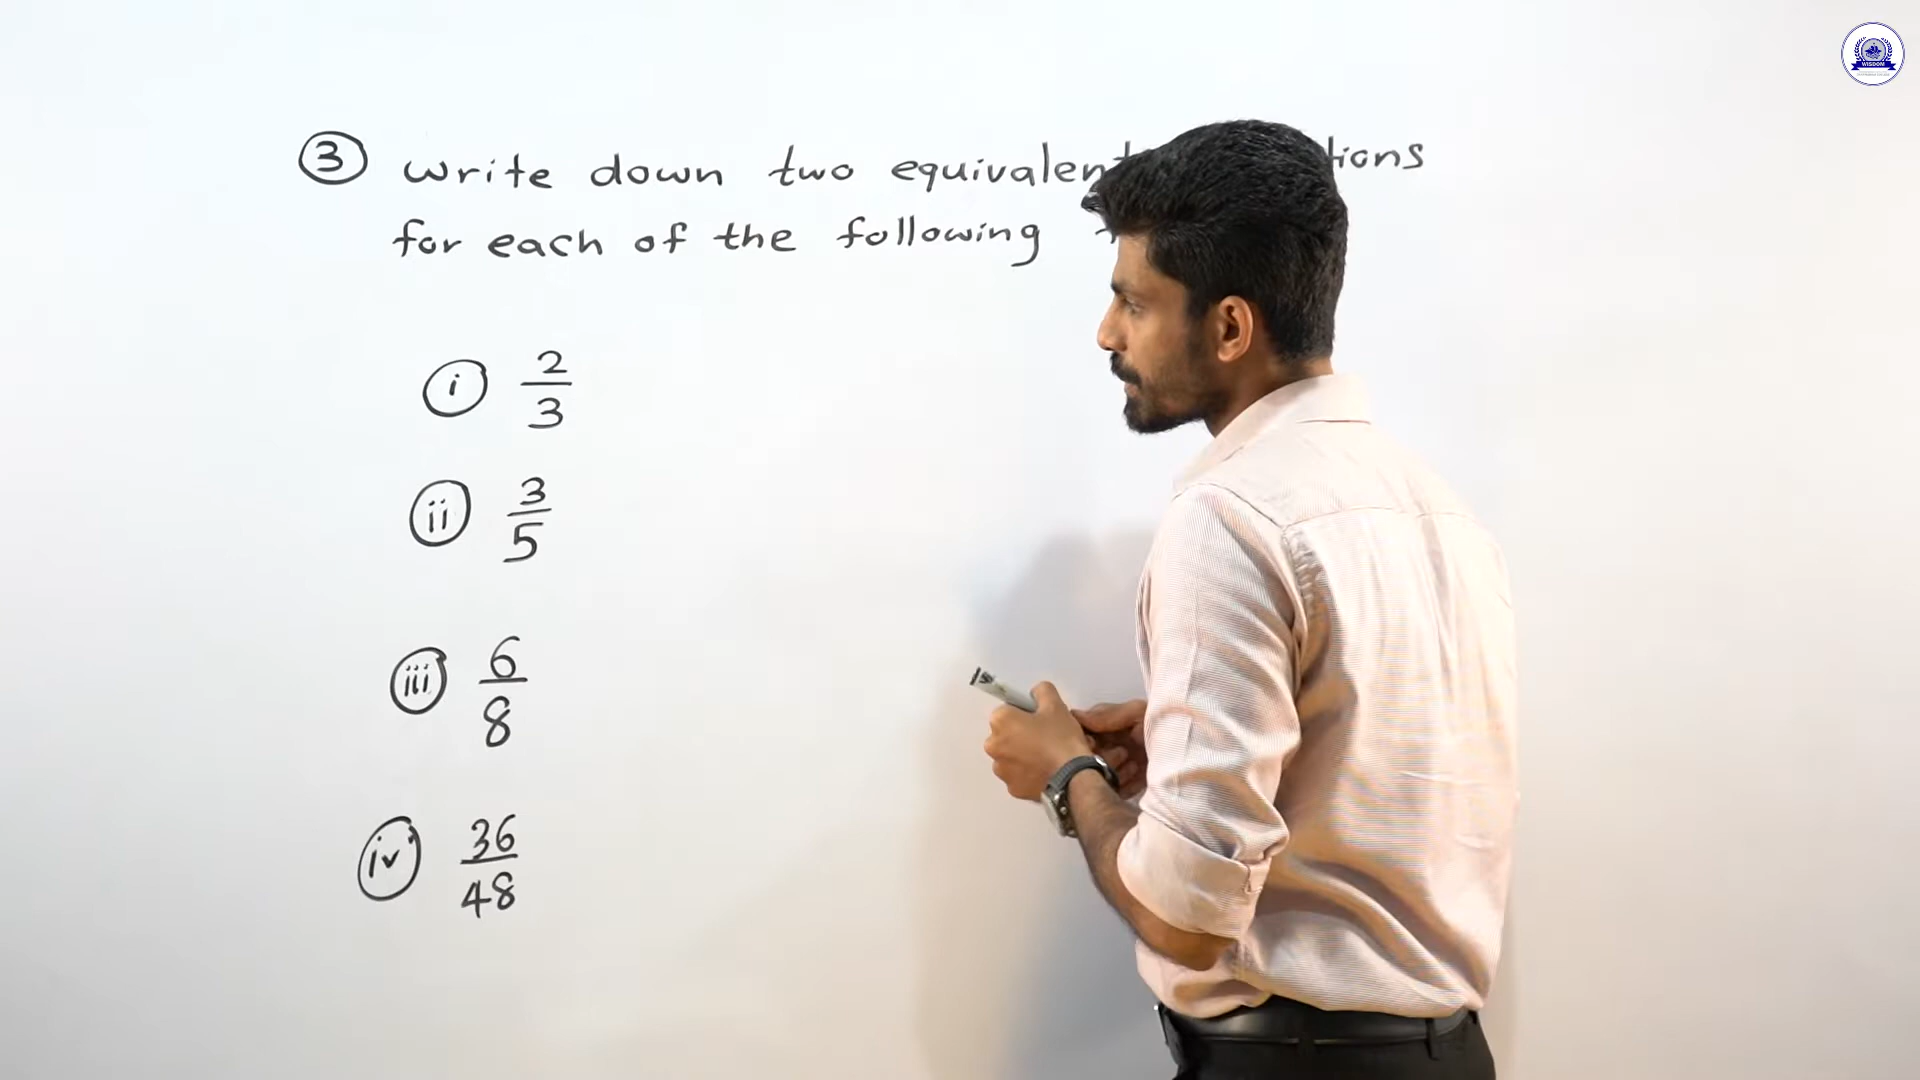 3 Write down two equivalent
for each of the following
i 2/3
ii 3/5
iii 6/8
iv 36/48
WISDOM